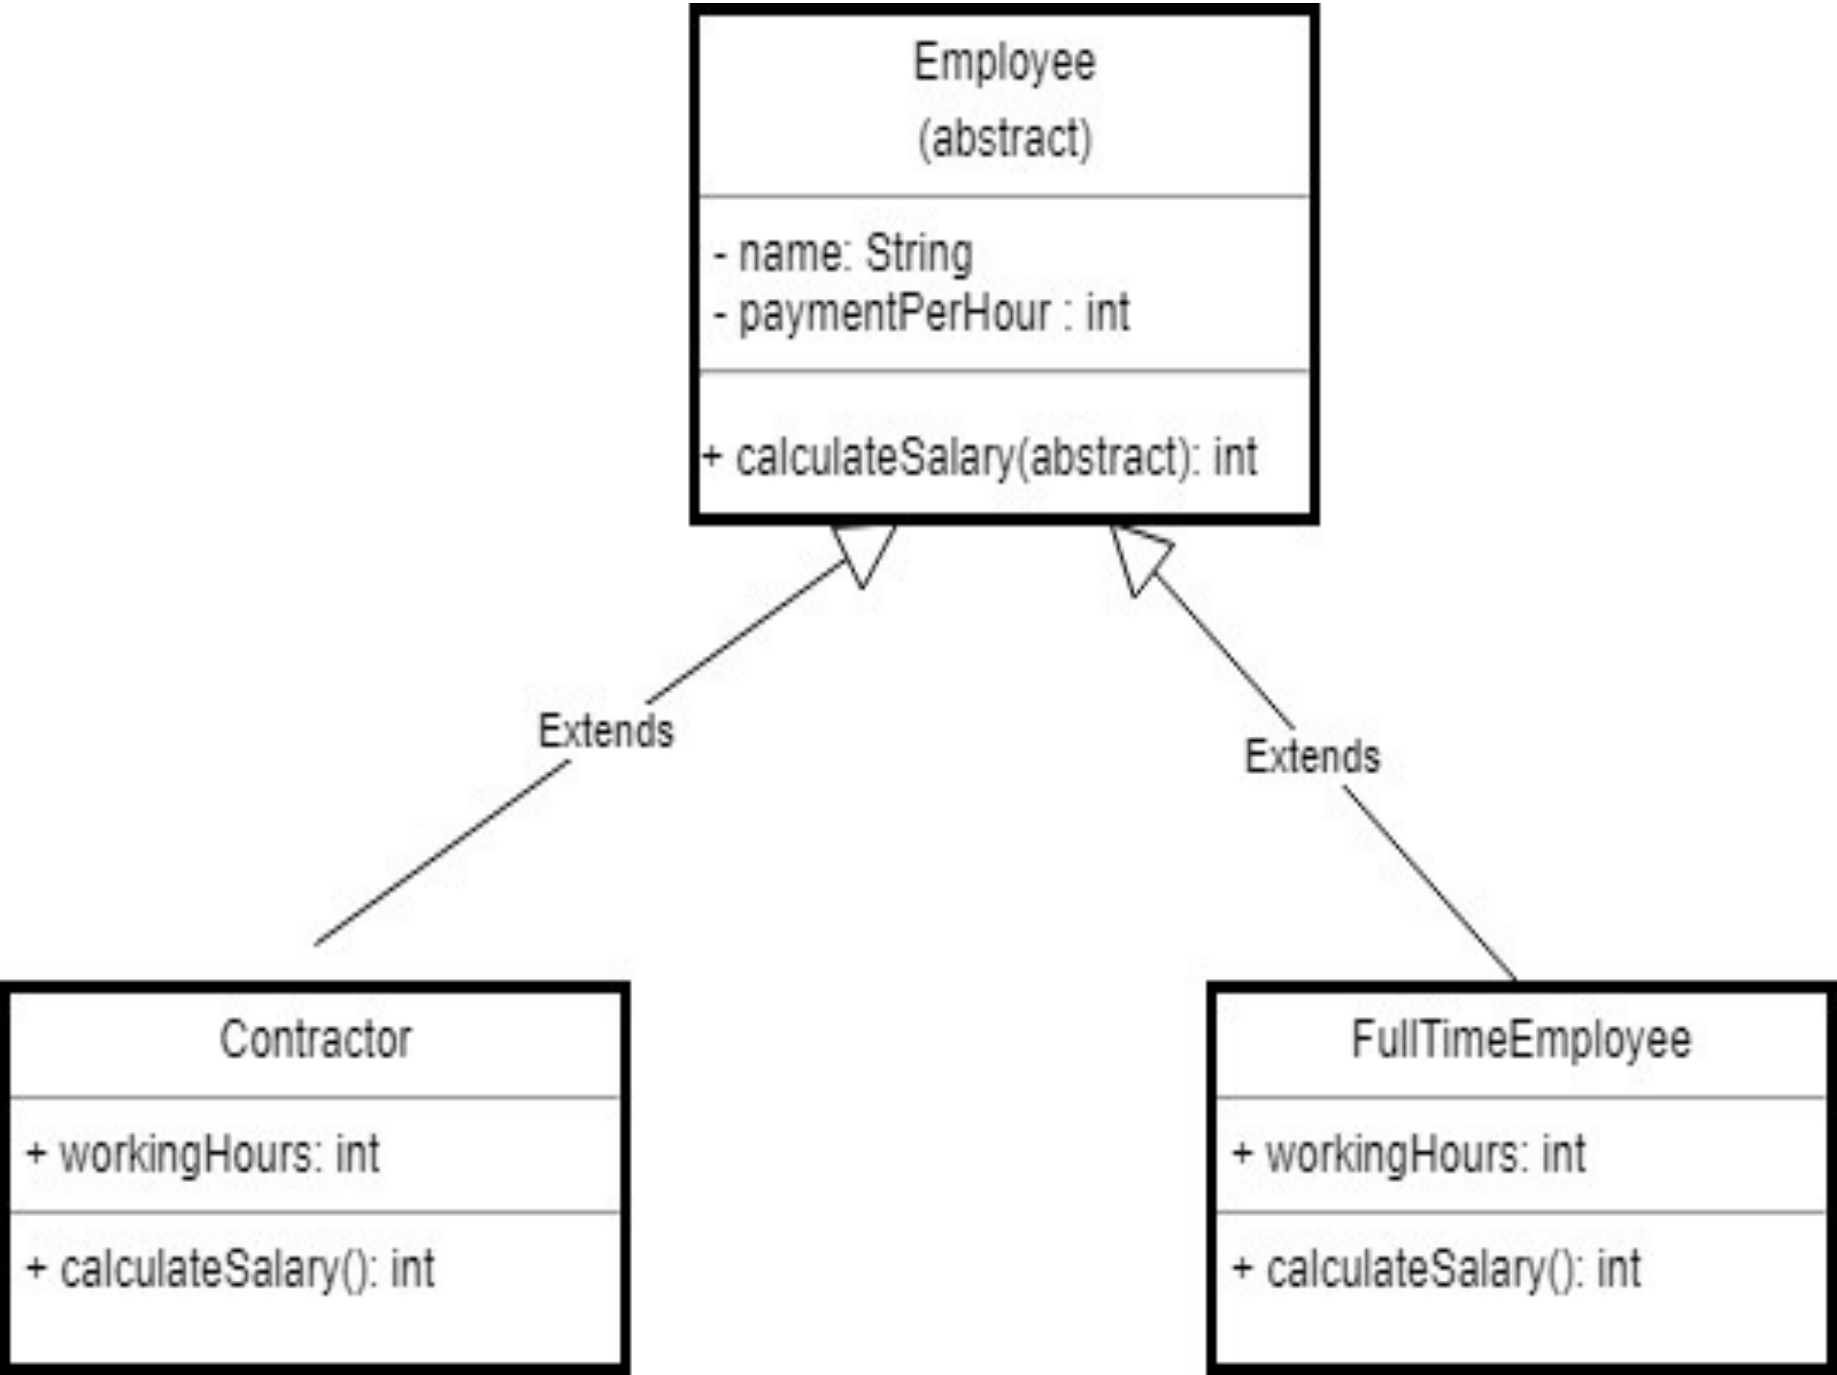 Employee
(abstract)
- name: String
- paymentPerHour : int
+ calculateSalary(abstract): int
Extends
Extends
Contractor
+ workingHours: int
+ calculateSalary(): int
FullTimeEmployee
+ workingHours: int
+ calculateSalary(): int